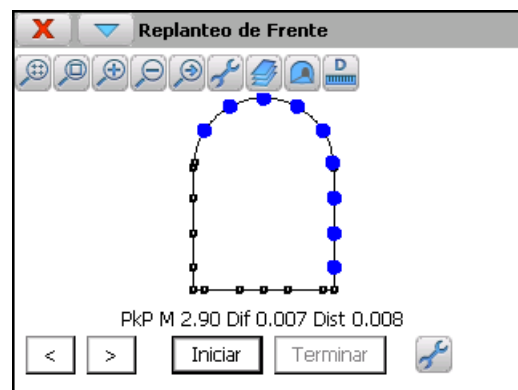 X Replanteo de Frente
D
PkP M 2.90 Dif 0.007 Dist 0.008
< > Iniciar Terminar